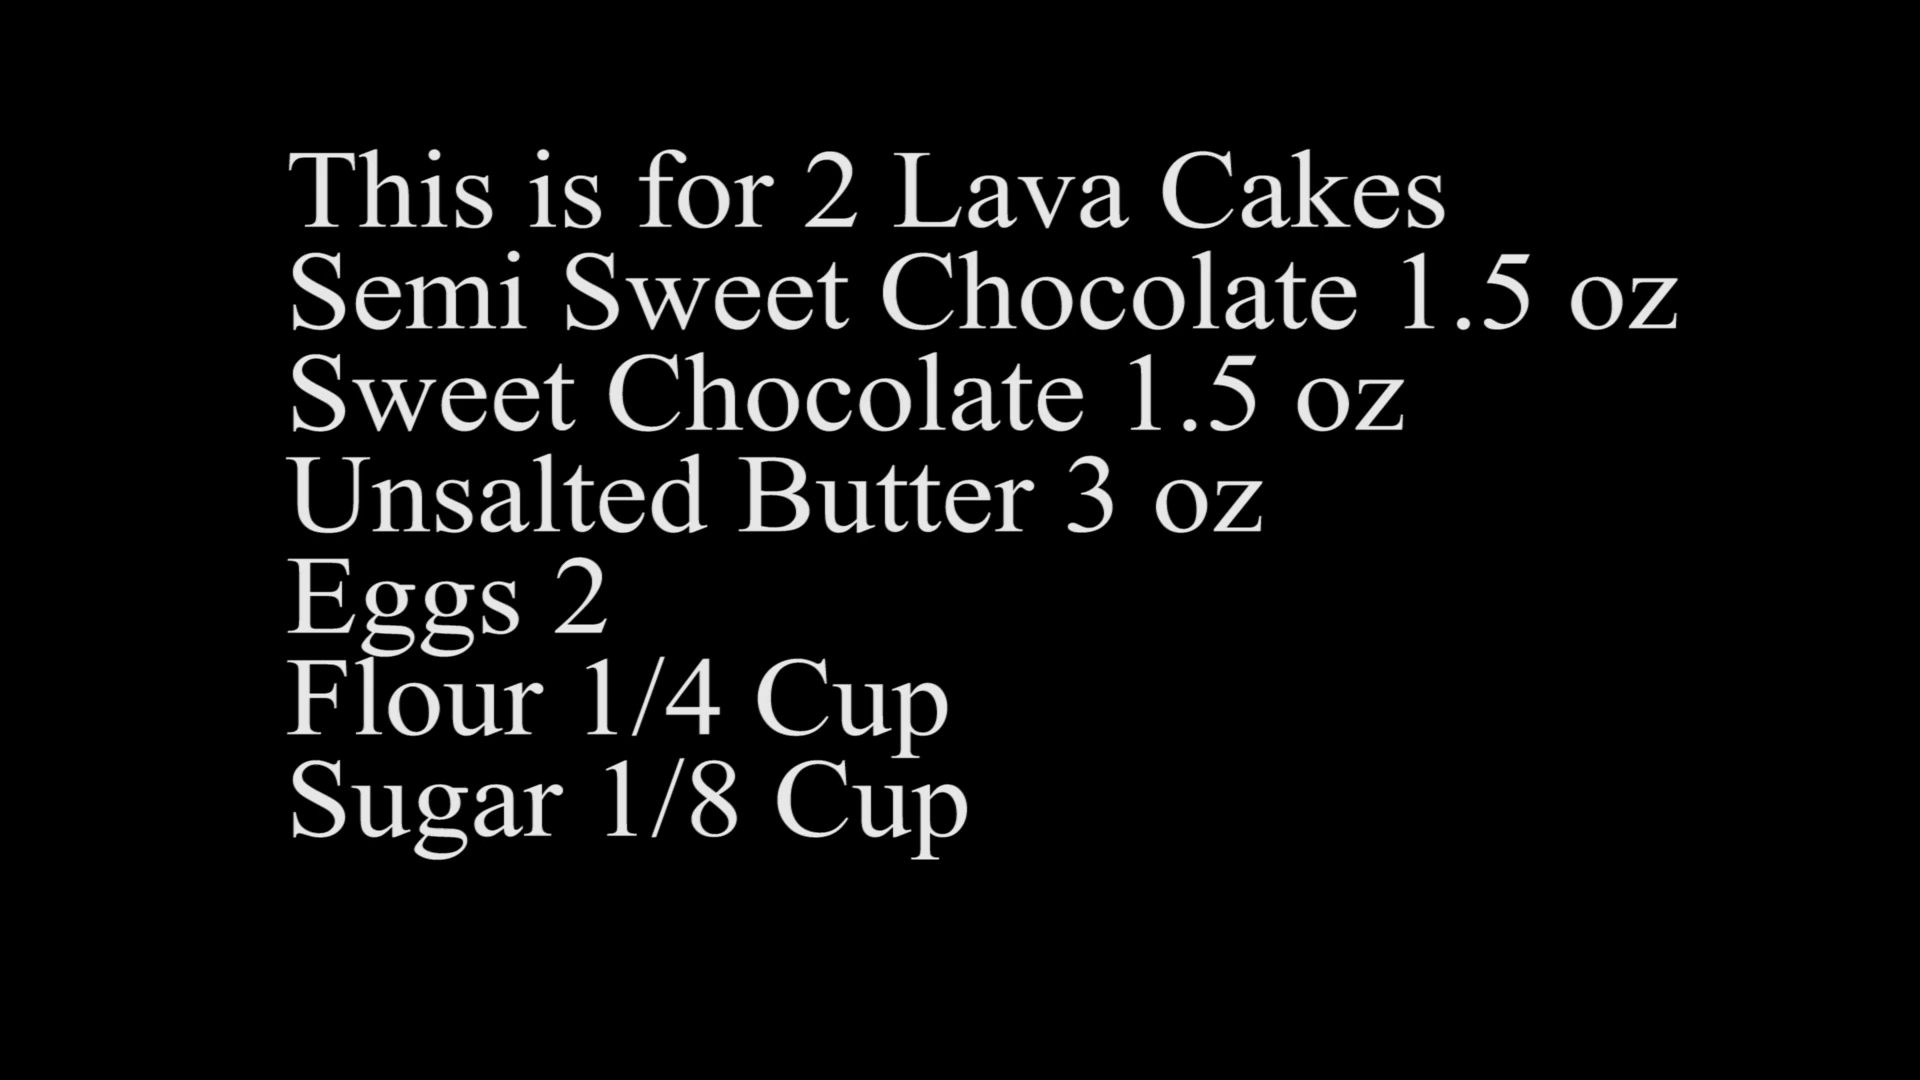 This is for 2 Lava Cakes
Semi Sweet Chocolate 1.5 oz
Sweet Chocolate 1.5 oz
Unsalted Butter 3 oz
Eggs 2
Flour 1/4 Cup
Sugar 1/8 Cup